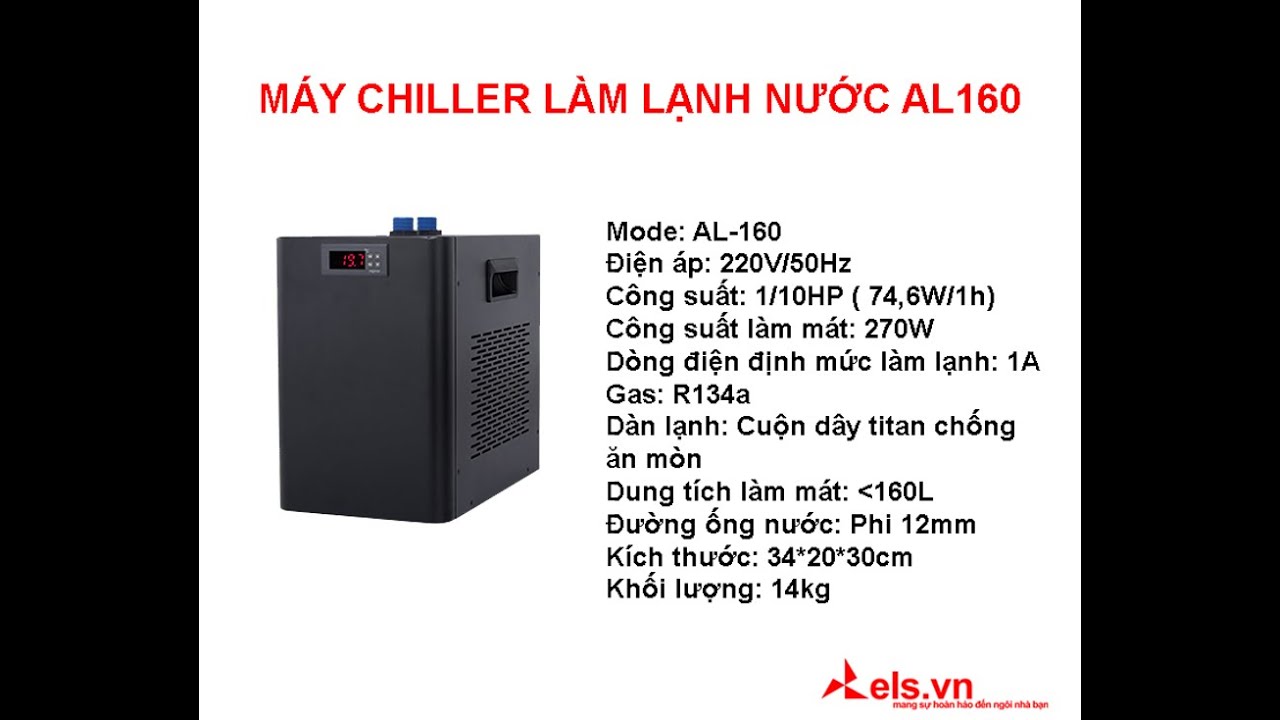 MÁY CHILLER LÀM LẠNH NƯỚC AL160
19.7
Mode: AL-160
Điện áp: 220V/50Hz
Công suất: 1/10HP ( 74,6W/1h)
Công suất làm mát: 270W
Dòng điện định mức làm lạnh: 1A
Gas: R134a
Dàn lạnh: Cuộn dây titan chống
ăn mòn
Dung tích làm mát: <160L
Đường ống nước: Phi 12mm
Kích thước: 34*20*30cm
Khối lượng: 14kg
els.vn
mang sự hoàn hảo đến ngôi nhà bạn